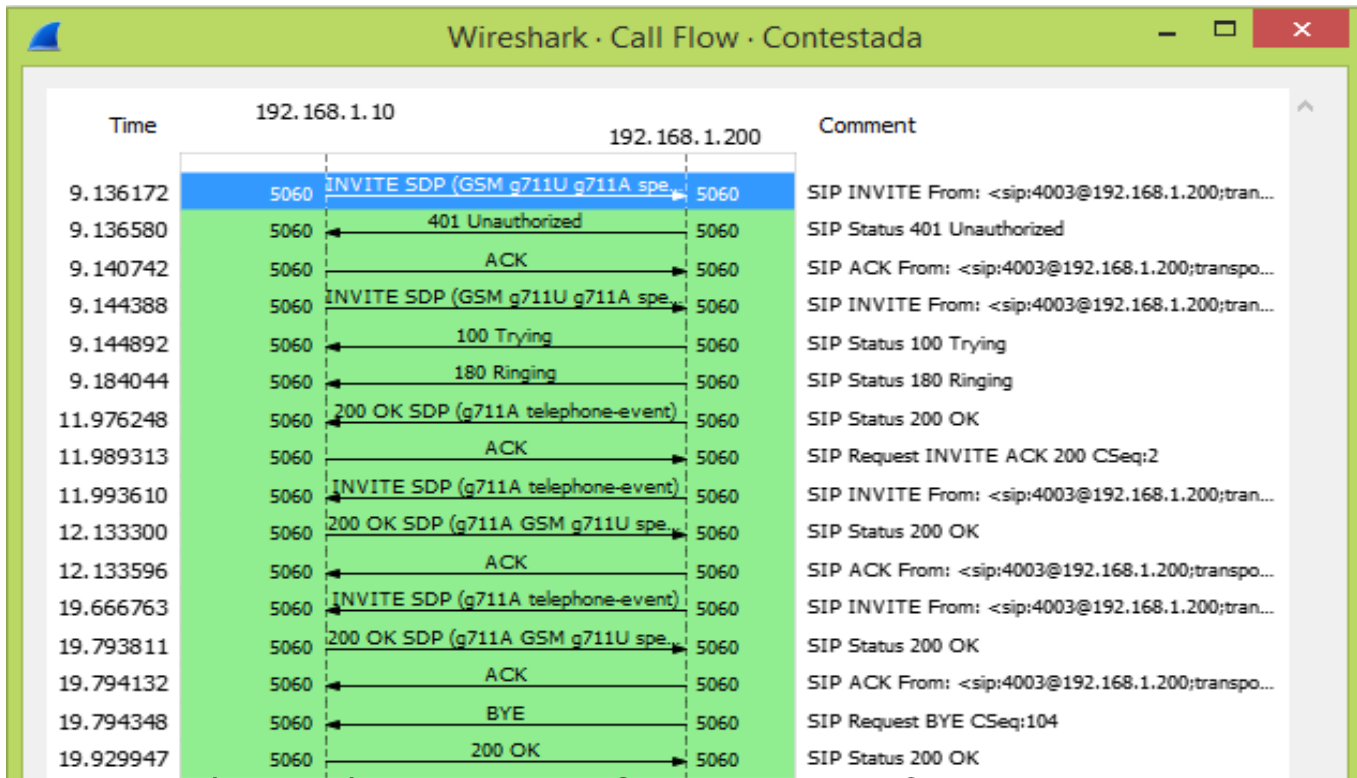 Wireshark · Call Flow · Contestada
Time 192.168.1.10 192.168.1.200 Comment
9.136172 5060 INVITE SDP (GSM g711U g711A spe... 5060 SIP INVITE From: <sip:4003@192.168.1.200;tran...
9.136580 5060 401 Unauthorized 5060 SIP Status 401 Unauthorized
9.140742 5060 ACK 5060 SIP ACK From: <sip:4003@192.168.1.200;transpo...
9.144388 5060 INVITE SDP (GSM g711U g711A spe... 5060 SIP INVITE From: <sip:4003@192.168.1.200;tran...
9.144892 5060 100 Trying 5060 SIP Status 100 Trying
9.184044 5060 180 Ringing 5060 SIP Status 180 Ringing
11.976248 5060 200 OK SDP (g711A telephone-event) 5060 SIP Status 200 OK
11.989313 5060 ACK 5060 SIP Request INVITE ACK 200 CSeq:2
11.993610 5060 INVITE SDP (g711A telephone-event) 5060 SIP INVITE From: <sip:4003@192.168.1.200;tran...
12.133300 5060 200 OK SDP (g711A GSM g711U spe... 5060 SIP Status 200 OK
12.133596 5060 ACK 5060 SIP ACK From: <sip:4003@192.168.1.200;transpo...
19.666763 5060 INVITE SDP (g711A telephone-event) 5060 SIP INVITE From: <sip:4003@192.168.1.200;tran...
19.793811 5060 200 OK SDP (g711A GSM g711U spe... 5060 SIP Status 200 OK
19.794132 5060 ACK 5060 SIP ACK From: <sip:4003@192.168.1.200;transpo...
19.794348 5060 BYE 5060 SIP Request BYE CSeq:104
19.929947 5060 200 OK 5060 SIP Status 200 OK